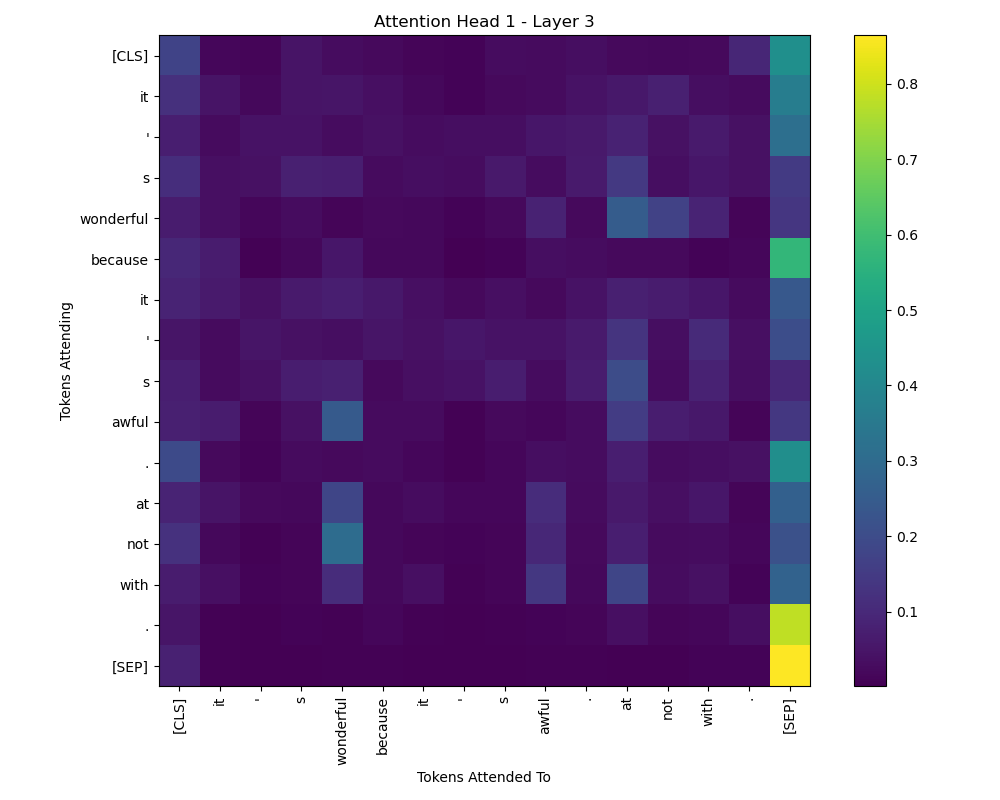 Attention Head 1 - Layer 3
[CLS]
it
'
s
wonderful
because
it
'
s
awful
.
at
not
with
.
[SEP]
Tokens Attending
[CLS] it ' s wonderful because it ' s awful . at not with . [SEP]
Tokens Attended To
0.8
0.7
0.6
0.5
0.4
0.3
0.2
0.1